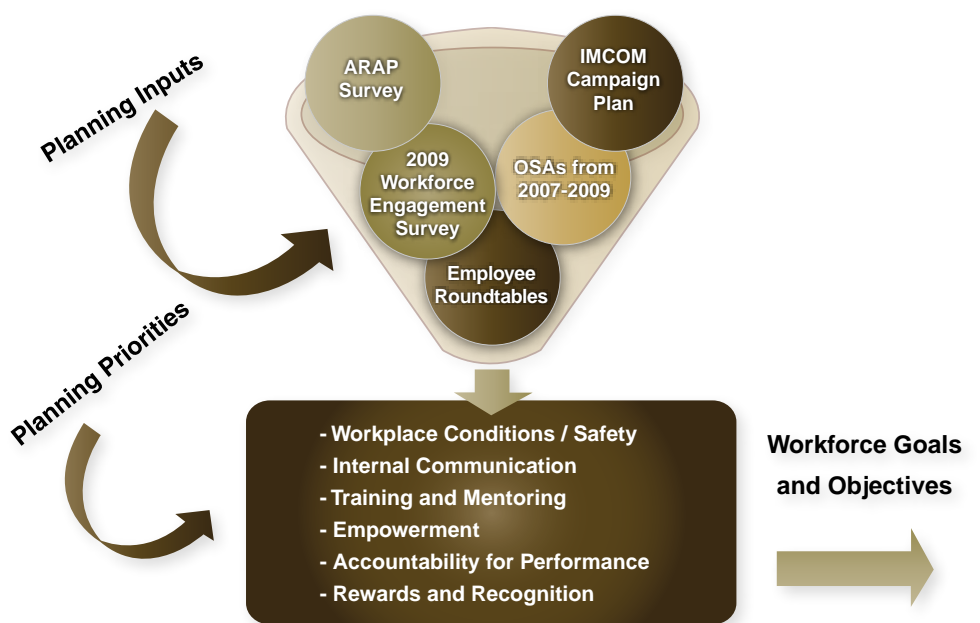 Planning Inputs
ARAP
Survey
IMCOM
Campaign
Plan
2009
Workforce
Engagement
Survey
OSAs from
2007-2009
Employee
Roundtables
Planning Priorities
- Workplace Conditions / Safety
- Internal Communication
- Training and Mentoring
- Empowerment
- Accountability for Performance
- Rewards and Recognition
Workforce Goals
and Objectives